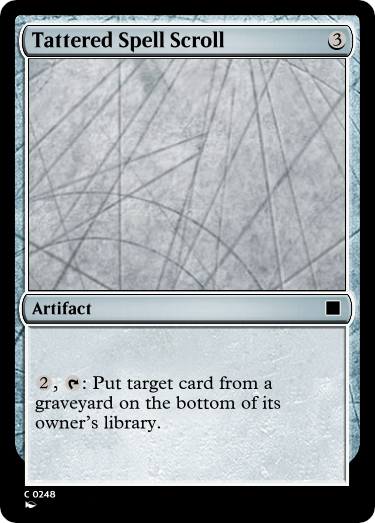 Tattered Spell Scroll 3
Artifact
2, : Put target card from a
graveyard on the bottom of its
owner's library.
C 0248